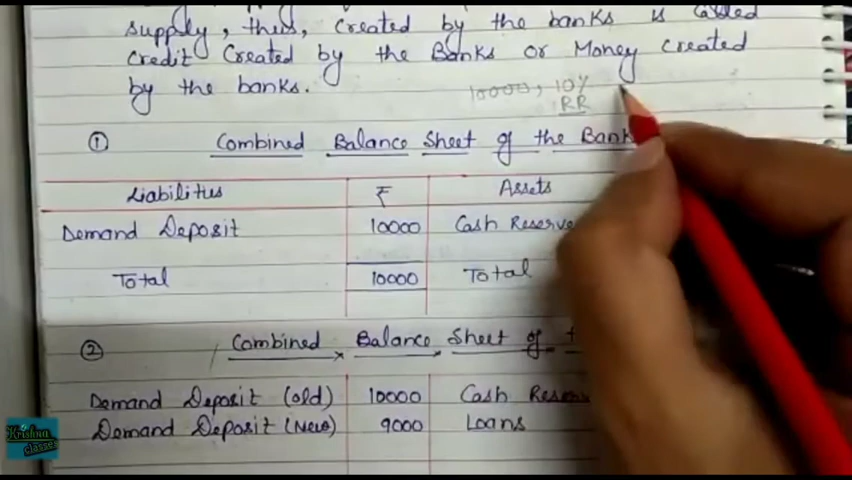 supply, thus, created by the banks is called
credit created by the Banks or Money created
by the banks.
10000, 10%
RR
① Combined Balance Sheet of the Bank
Liabilities ₹ Assets
Demand Deposit 10000 Cash Reserve
Total 10000 Total
② Combined Balance Sheet of
Demand Deposit (old) 10000 Cash
Demand Deposit (New) 9000 Loans
Krishna
classes